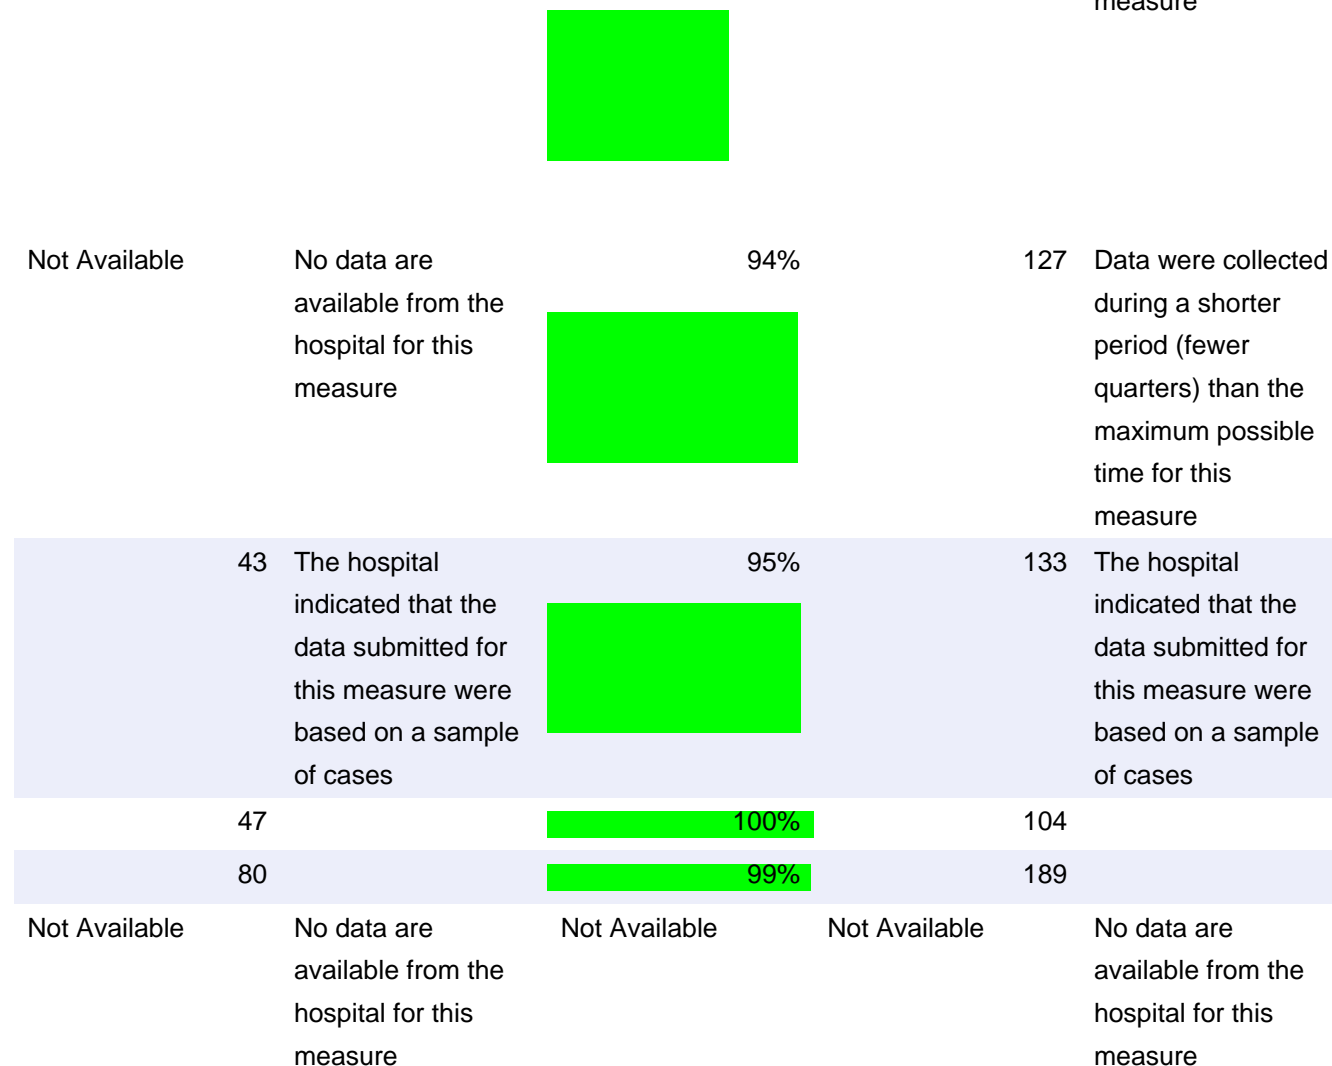 measure
Not Available No data are 94% 127 Data were collected
available from the during a shorter
hospital for this period (fewer
measure quarters) than the
maximum possible
time for this
measure
43 The hospital 95% 133 The hospital
indicated that the indicated that the
data submitted for data submitted for
this measure were this measure were
based on a sample based on a sample
of cases of cases
47 100% 104
80 99% 189
Not Available No data are Not Available Not Available No data are
available from the available from the
hospital for this hospital for this
measure measure